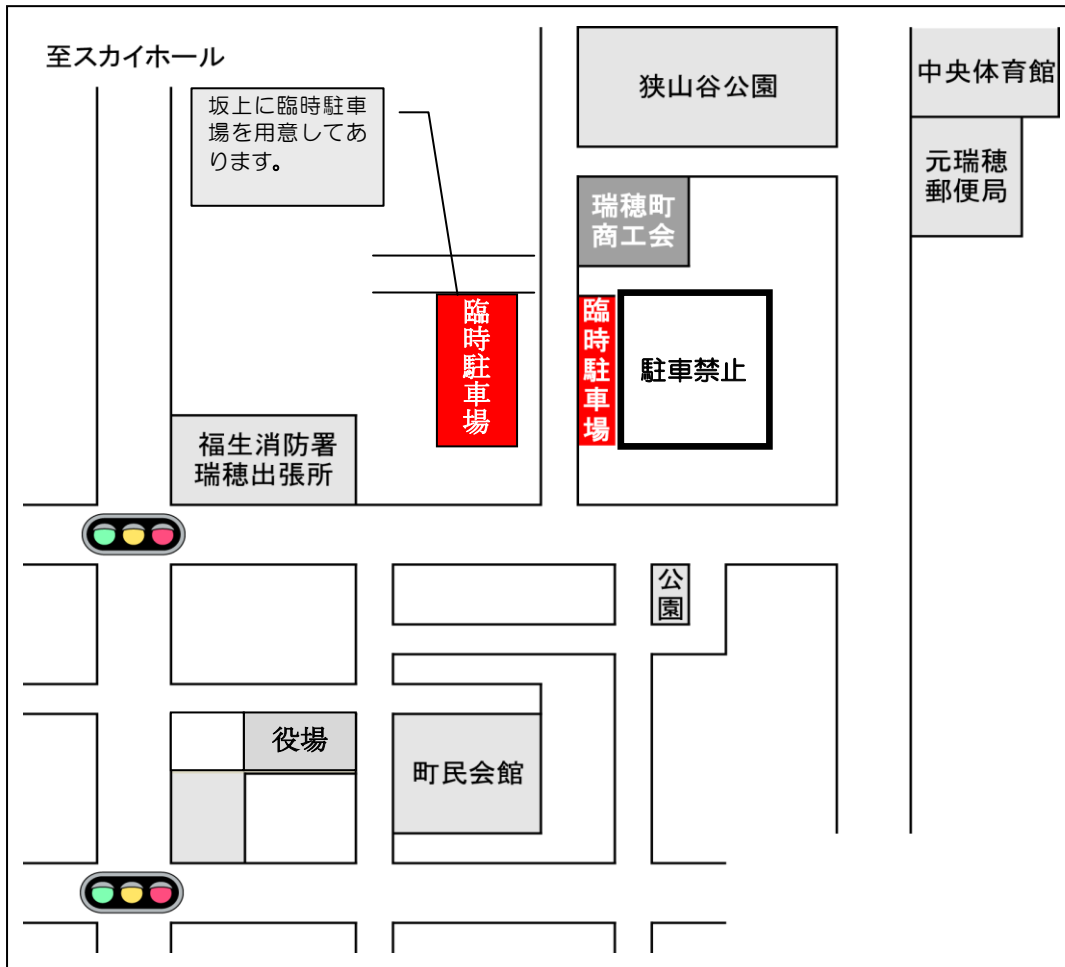 至スカイホール
坂上に臨時駐車
場を用意してあ
ります。
狭山谷公園
中央体育館
元瑞穂
郵便局
瑞穂町
商工会
臨時駐車場
臨時駐車場
駐車禁止
福生消防署
瑞穂出張所
公園
役場
町民会館